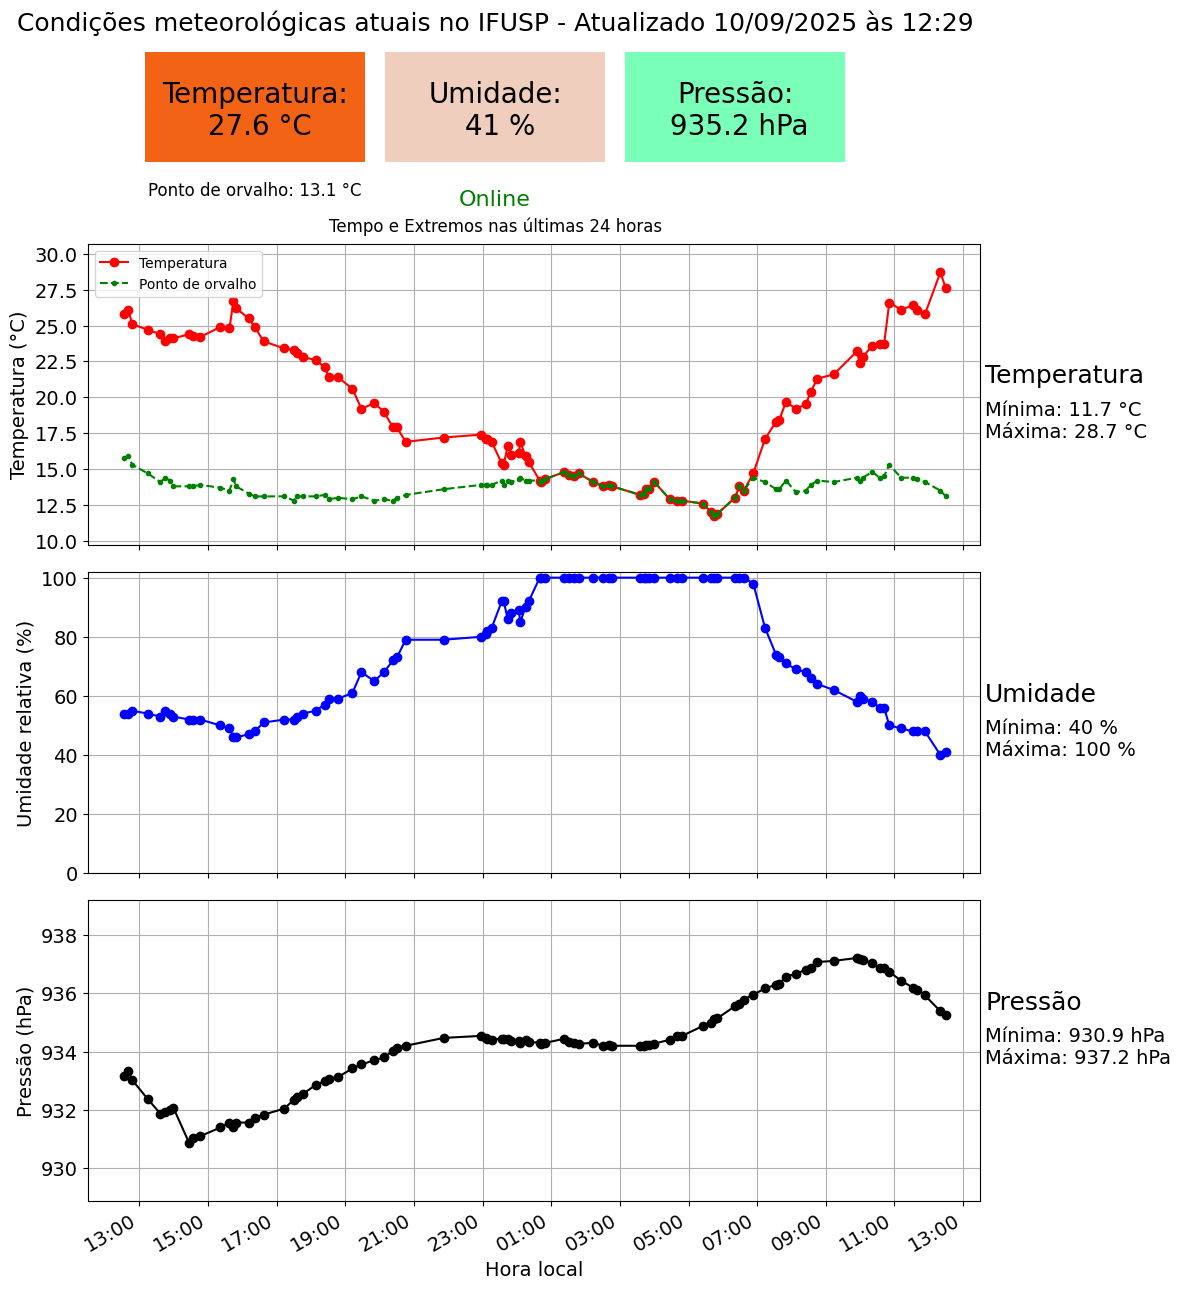 Condições meteorológicas atuais no IFUSP - Atualizado 10/09/2025 às 12:29
Temperatura:
27.6 °C
Umidade:
41 %
Pressão:
935.2 hPa
Ponto de orvalho: 13.1 °C
Online
Tempo e Extremos nas últimas 24 horas
Temperatura
Ponto de orvalho
Temperatura (°C)
30.0
27.5
25.0
22.5
20.0
17.5
15.0
12.5
10.0
Temperatura
Mínima: 11.7 °C
Máxima: 28.7 °C
Umidade relativa (%)
100
80
60
40
20
0
Umidade
Mínima: 40 %
Máxima: 100 %
Pressão (hPa)
938
936
934
932
930
Pressão
Mínima: 930.9 hPa
Máxima: 937.2 hPa
13:00
15:00
17:00
19:00
21:00
23:00
01:00
03:00
05:00
07:00
09:00
11:00
13:00
Hora local